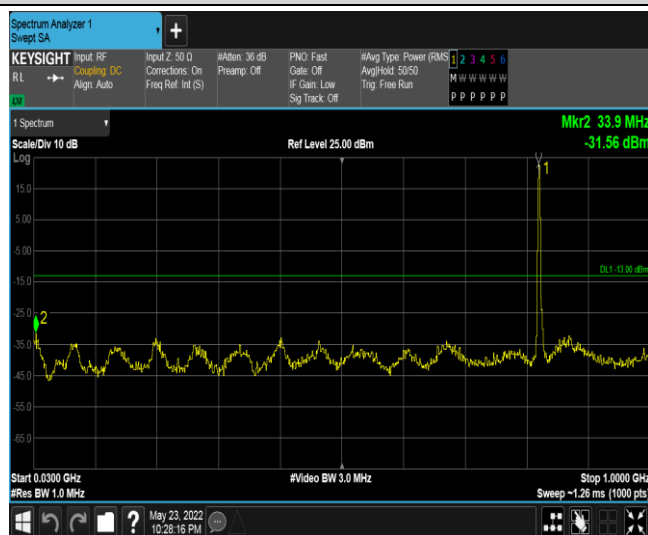 Spectrum Analyzer 1
Swept SA
+
KEYSIGHT
RL
Input: RF
Coupling: DC
Align: Auto
Input Z: 50 Ω
Corrections: On
Freq Ref: Int (S)
#Atten: 36 dB
Preamp: Off
PNO: Fast
Gate: Off
IF Gain: Low
Sig Track: Off
#Avg Type: Power (RMS
Avg|Hold: 50/50
Trig: Free Run
1 2 3 4 5 6
M W W W W W
P P P P P P
1 Spectrum
Mkr2 33.9 MHz
Scale/Div 10 dB
Ref Level 25.00 dBm
-31.56 dBm
Log
1
15.0
5.00
-5.00
DL1 -13.00 dBm
-15.0
-25.0
2
-35.0
-45.0
-55.0
-65.0
Start 0.0300 GHz
#Video BW 3.0 MHz
Stop 1.0000 GHz
#Res BW 1.0 MHz
Sweep ~1.26 ms (1000 pts)
?
May 23, 2022
10:28:16 PM